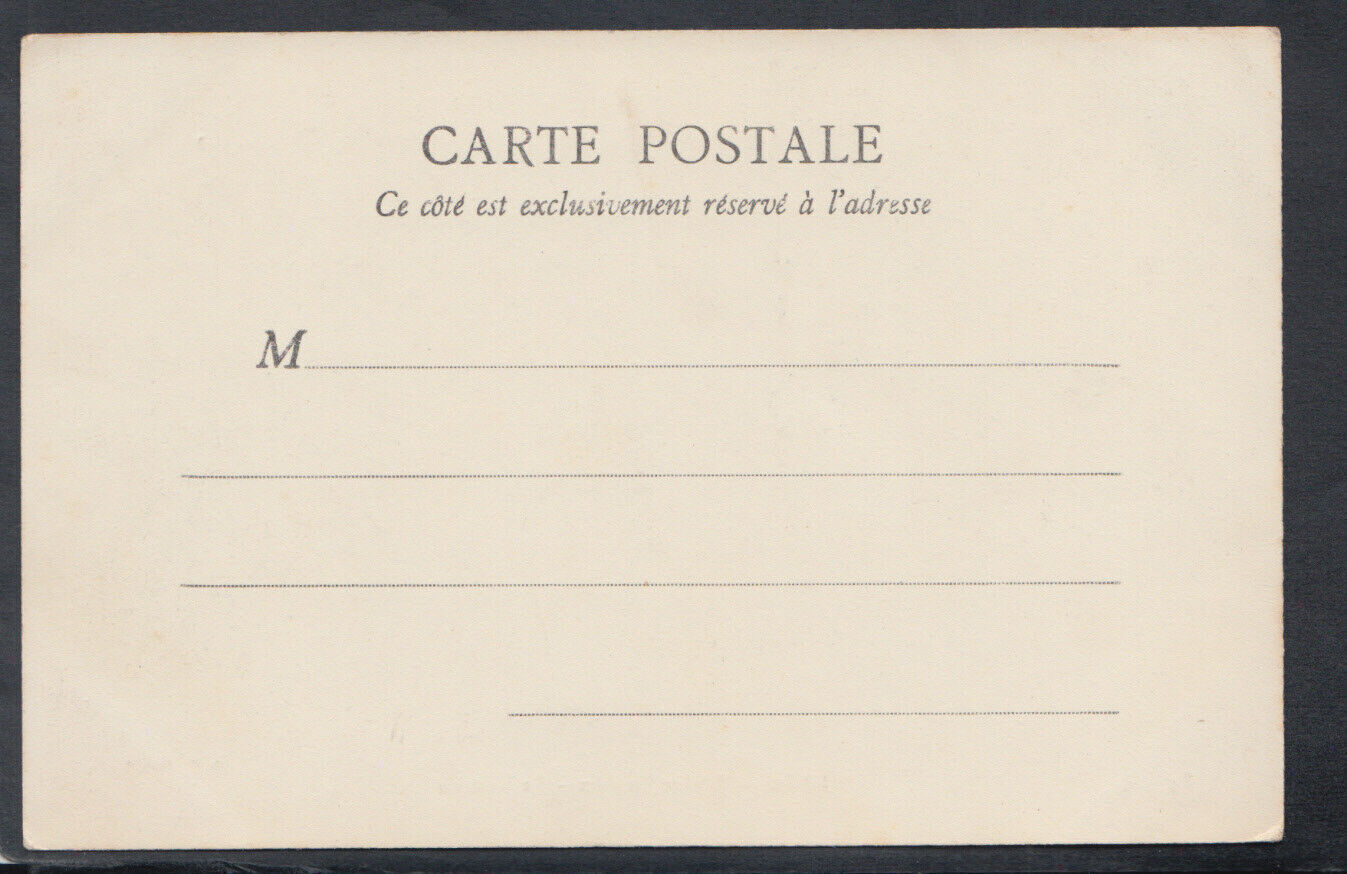 CARTE POSTALE
Ce côté est exclusivement réservé à l'adresse
M